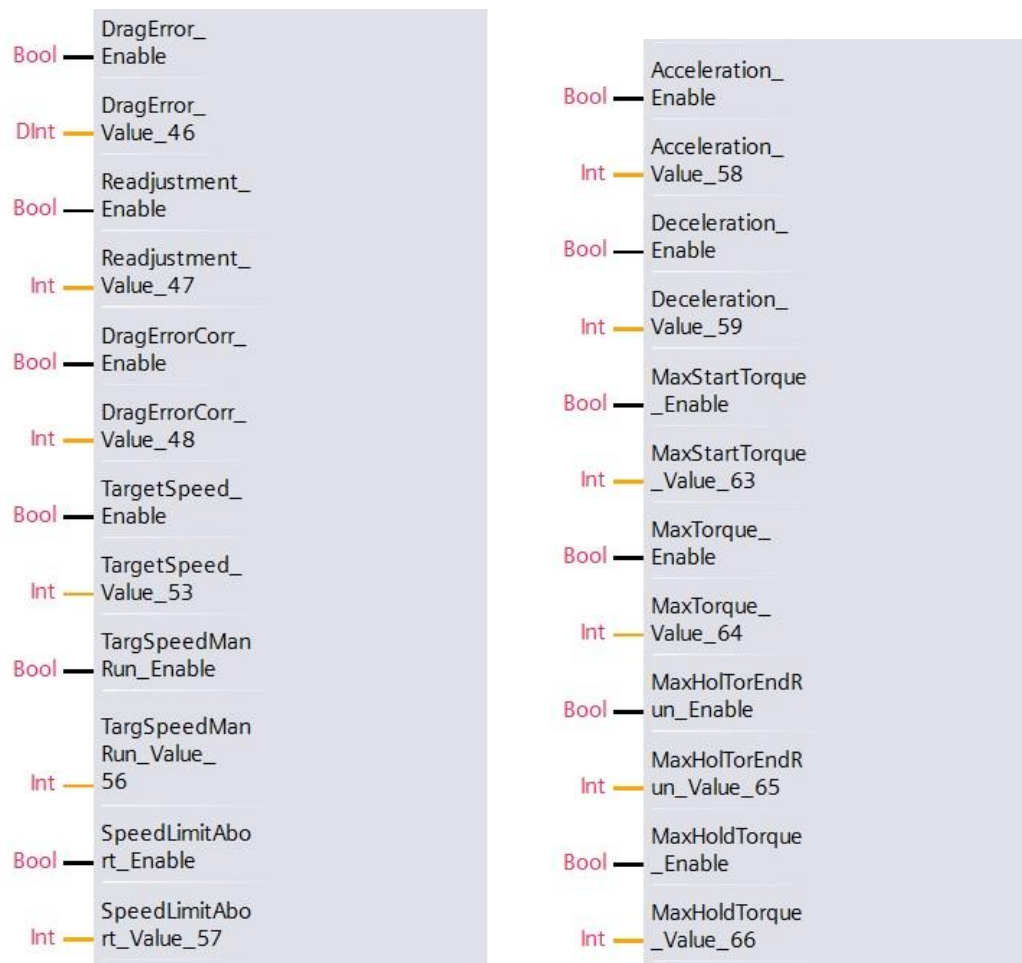 DragError_
Bool Enable
DragError_
DInt Value_46
Readjustment_
Bool Enable
Readjustment_
Int Value_47
DragErrorCorr_
Bool Enable
DragErrorCorr_
Int Value_48
TargetSpeed_
Bool Enable
TargetSpeed_
Int Value_53
TargSpeedMan
Bool Run_Enable
TargSpeedMan
Run_Value_
Int 56
SpeedLimitAbo
Bool rt_Enable
SpeedLimitAbo
Int rt_Value_57
Acceleration_
Bool Enable
Acceleration_
Int Value_58
Deceleration_
Bool Enable
Deceleration_
Int Value_59
MaxStartTorque
Bool _Enable
MaxStartTorque
Int _Value_63
MaxTorque_
Bool Enable
MaxTorque_
Int Value_64
MaxHolTorEndR
Bool un_Enable
MaxHolTorEndR
Int un_Value_65
MaxHoldTorque
Bool _Enable
MaxHoldTorque
Int _Value_66